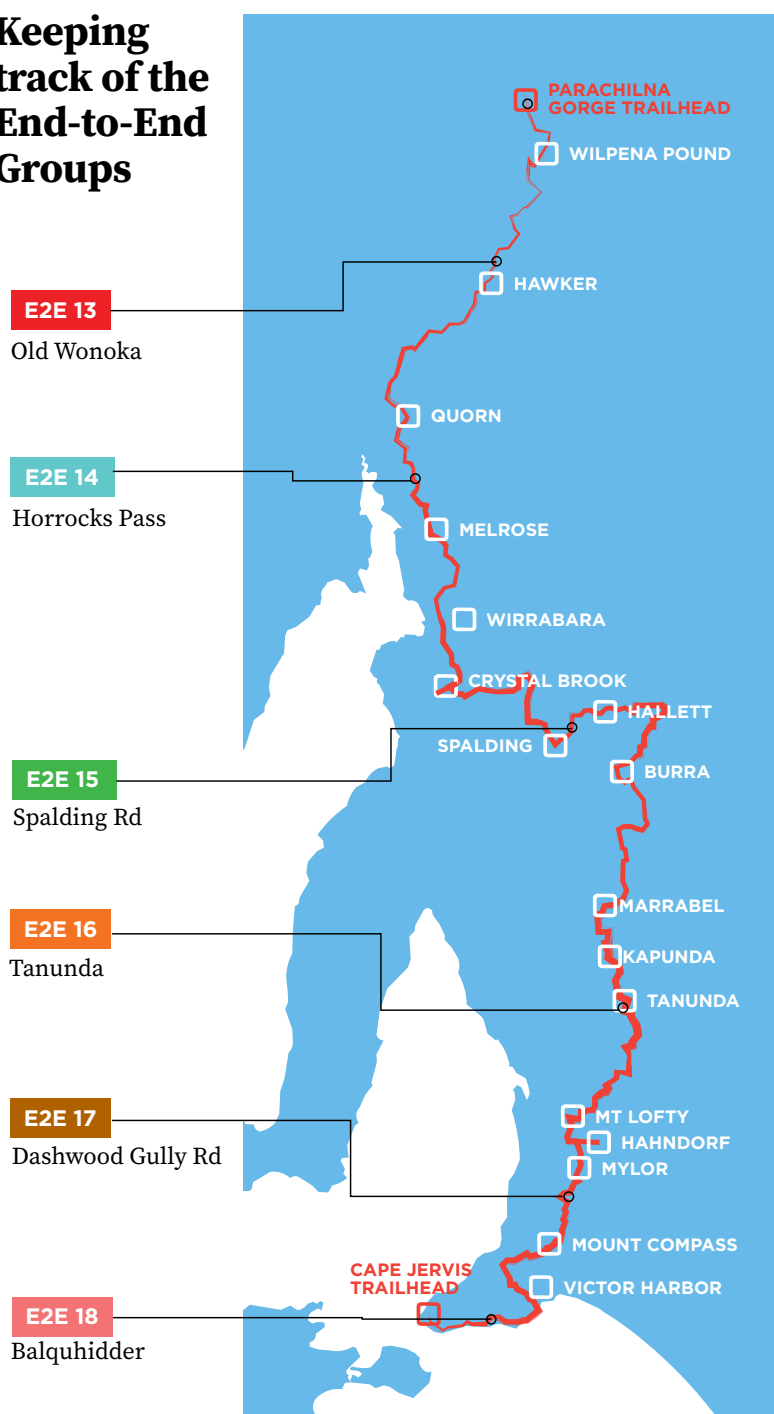 Keeping
track of the
End-to-End
Groups
PARACHILNA
GORGE TRAILHEAD
WILPENA POUND
E2E 13
Old Wonoka
HAWKER
QUORN
E2E 14
Horrocks Pass
MELROSE
WIRRABARA
CRYSTAL BROOK
HALLETT
SPALDING
E2E 15
Spalding Rd
BURRA
MARRABEL
E2E 16
Tanunda
KAPUNDA
TANUNDA
E2E 17
Dashwood Gully Rd
MT LOFTY
HAHNDORF
MYLOR
MOUNT COMPASS
CAPE JERVIS
TRAILHEAD
VICTOR HARBOR
E2E 18
Balquhidder